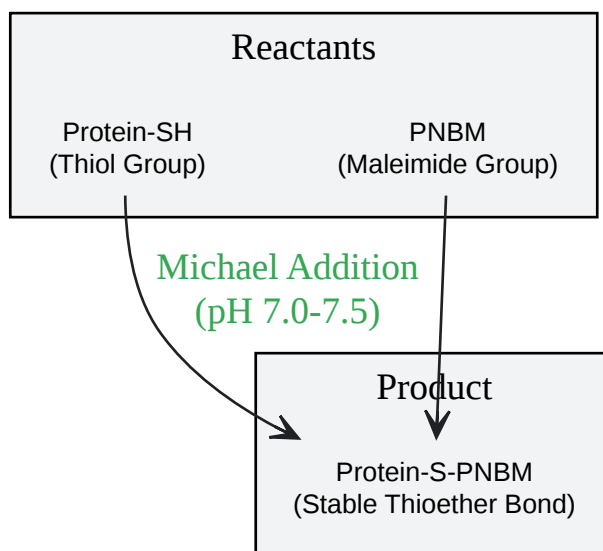 Reactants
Protein-SH
(Thiol Group)
PNBM
(Maleimide Group)
Michael Addition
(pH 7.0-7.5)
Product
Protein-S-PNBM
(Stable Thioether Bond)